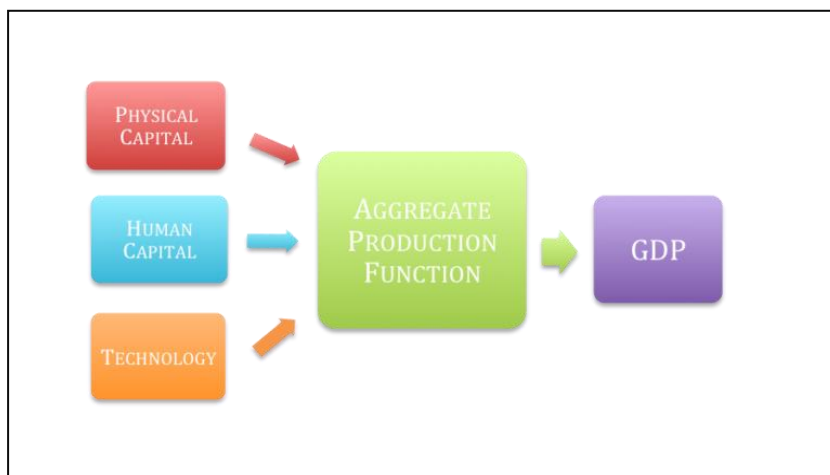 PHYSICAL
CAPITAL
HUMAN
CAPITAL
TECHNOLOGY
AGGREGATE
PRODUCTION
FUNCTION
GDP